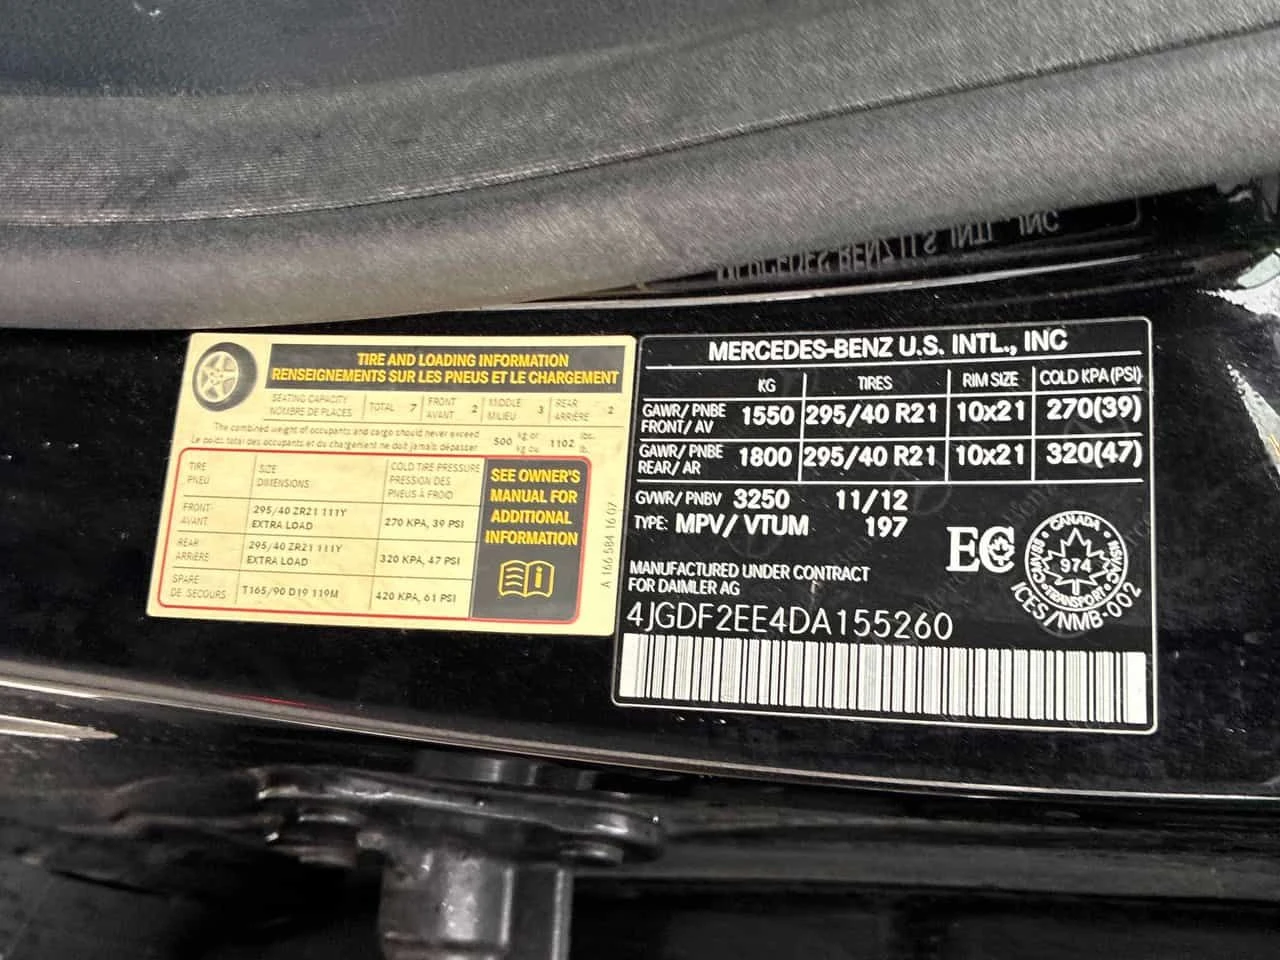 TIRE AND LOADING INFORMATION
RENSEIGNEMENTS SUR LES PNEUS ET LE CHARGEMENT
SEATING CAPACITY
NOMBRE DE PLACES
TOTAL 7
FRONT
AVANT 2
MIDDLE
MILIEU 3
REAR
ARRIÈRE 2
The combined weight of occupants and cargo should never exceed
Le poids total des occupants et du chargement ne doit jamais dépasser
500 kg or
kg ou
1102 lbs.
lb.
TIRE
PNEU
SIZE
DIMENSIONS
COLD TIRE PRESSURE
PRESSION DES
PNEUS À FROID
FRONT
AVANT
295/40 ZR21 111Y
EXTRA LOAD
270 KPA, 39 PSI
REAR
ARRIÈRE
295/40 ZR21 111Y
EXTRA LOAD
320 KPA, 47 PSI
SPARE
DE SECOURS
T165/90 D19 119M
420 KPA, 61 PSI
SEE OWNER'S
MANUAL FOR
ADDITIONAL
INFORMATION
A 166 584 16 07
MERCEDES-BENZ U.S. INTL., INC
KG TIRES RIM SIZE COLD KPA (PSI)
GAWR/ PNBE
FRONT/ AV
1550 295/40 R21 10x21 270(39)
GAWR/ PNBE
REAR/ AR
1800 295/40 R21 10x21 320(47)
GVWR/ PNBV 3250 11/12
TYPE: MPV/ VTUM 197
MANUFACTURED UNDER CONTRACT
FOR DAIMLER AG
4JGDF2EE4DA155260
EC
CANADA
974
TRANSPORT
ICES/NMB-002